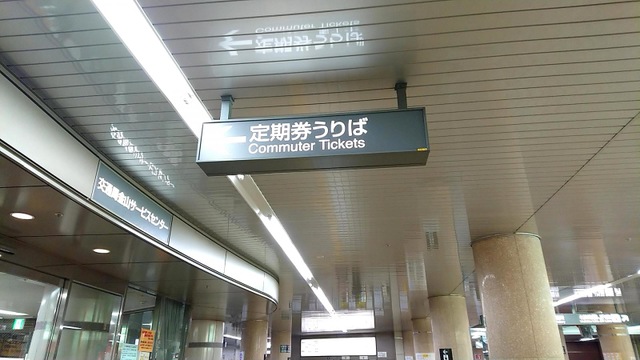 ← 定期券うりば
Commuter Tickets
交通局金山サービスセンター